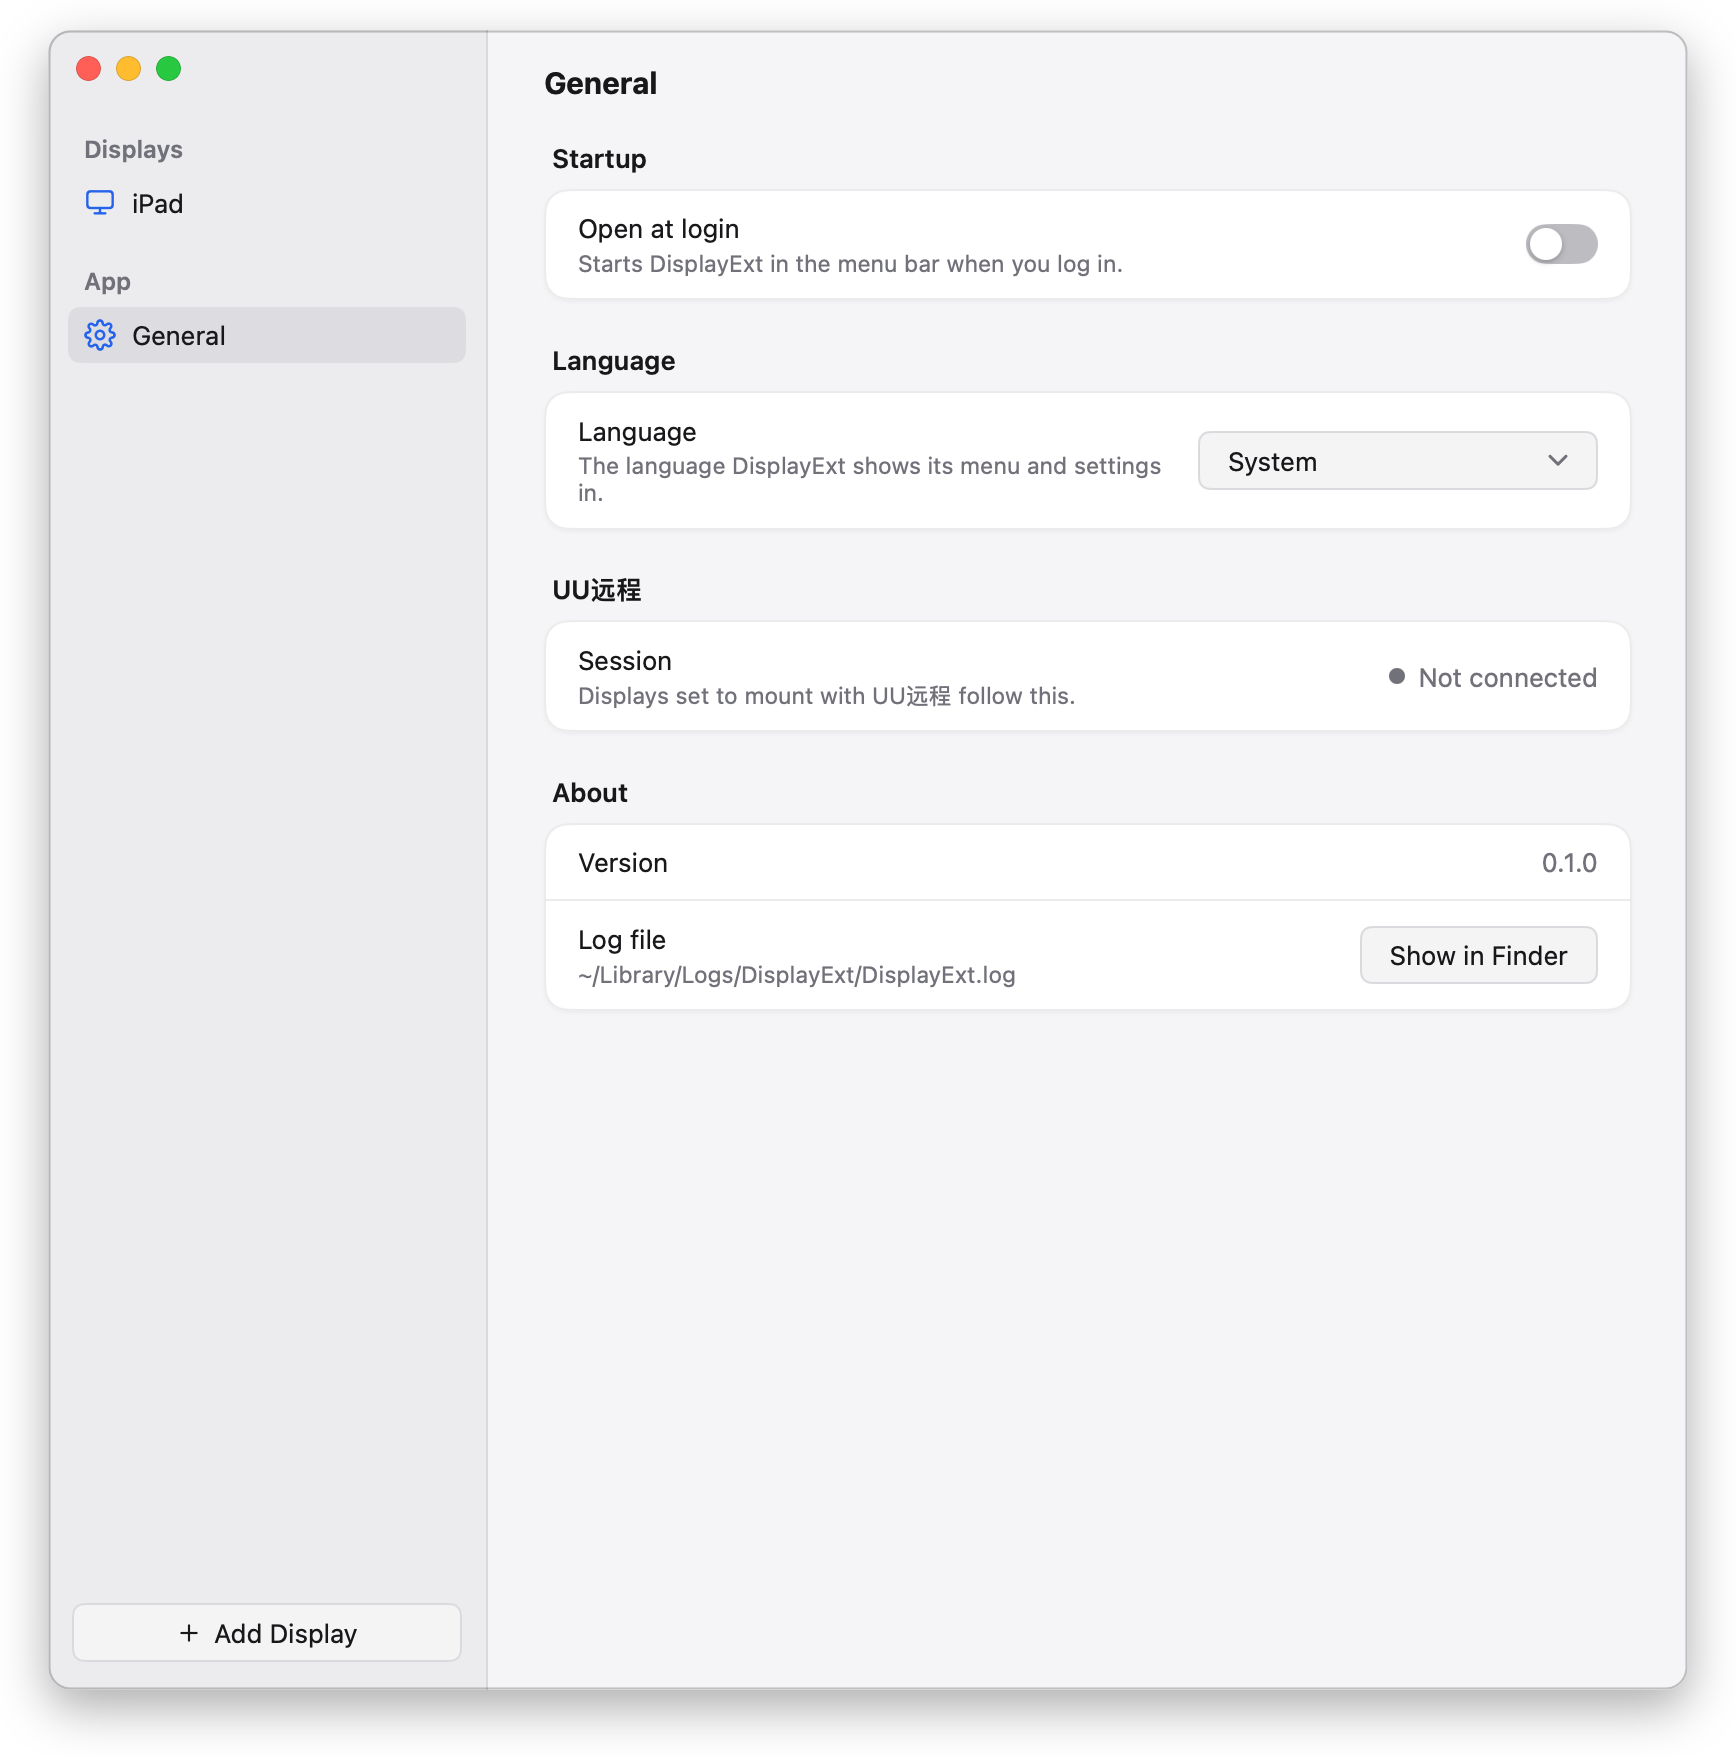 Displays
iPad
App
General
+ Add Display
General
Startup
Open at login
Starts DisplayExt in the menu bar when you log in.
Language
Language
The language DisplayExt shows its menu and settings
in.
System
UU远程
Session
Displays set to mount with UU远程 follow this.
Not connected
About
Version
0.1.0
Log file
~/Library/Logs/DisplayExt/DisplayExt.log
Show in Finder